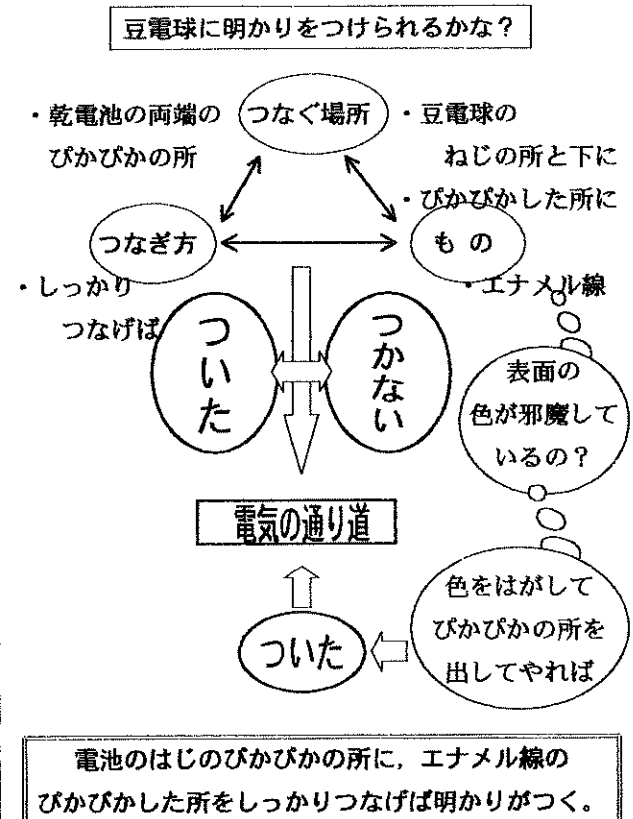 豆電球に明かりをつけられるかな？
・乾電池の両端の
ぴかぴかの所
つなぐ場所
・豆電球の
ねじの所と下に
・ぴかぴかした所に
つなぎ方
もの
・しっかり
つなげば
・エナメル線
ついた
つかない
表面の
色が邪魔して
いるの？
電気の通り道
色をはがして
ぴかぴかの所を
出してやれば
ついた
電池のはじのぴかぴかの所に，エナメル線の
ぴかぴかした所をしっかりつなげば明かりがつく。